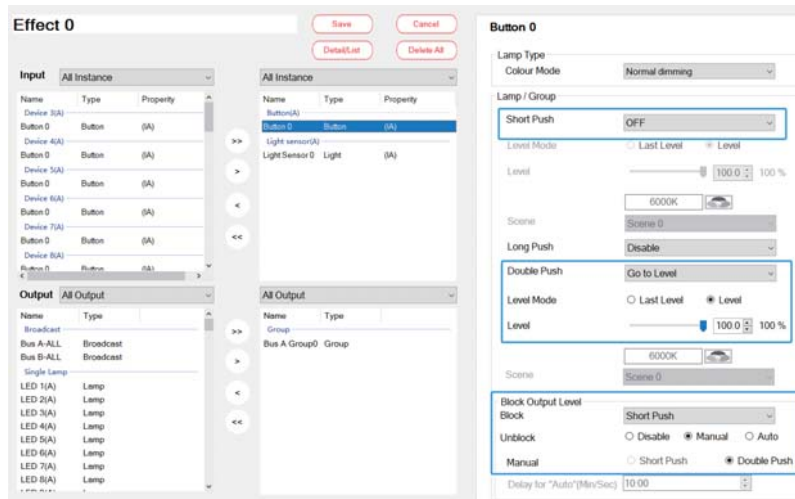 Effect 0
Save
Cancel
Detail/List
Delete All
Input All Instance
Name Type Properity
Device 3(A)
Button 0 Button (IA)
Device 4(A)
Button 0 Button (IA)
Device 5(A)
Button 0 Button (IA)
Device 6(A)
Button 0 Button (IA)
Device 7(A)
Button 0 Button (IA)
Device 8(A)
Button 0 Button (IA)
>>
>
<
<<
All Instance
Name Type Properity
Button(A)
Button 0 Button (IA)
Light sensor(A)
Light Sensor 0 Light (IA)
Output All Output
Name Type
Broadcast
Bus A-ALL Broadcast
Bus B-ALL Broadcast
Single Lamp
LED 1(A) Lamp
LED 2(A) Lamp
LED 3(A) Lamp
LED 4(A) Lamp
LED 5(A) Lamp
LED 6(A) Lamp
LED 7(A) Lamp
LED 8(A) Lamp
>>
>
<
<<
All Output
Name Type
Group
Bus A Group0 Group
Button 0
Lamp Type
Colour Mode Normal dimming
Lamp / Group
Short Push OFF
Level Mode Last Level Level
Level 100.0 100 %
6000K
Scene Scene 0
Long Push Disable
Double Push Go to Level
Level Mode Last Level Level
Level 100.0 100 %
6000K
Scene Scene 0
Block Output Level
Block Short Push
Unblock Disable Manual Auto
Manual Short Push Double Push
Delay for "Auto"(Min/Sec) 10:00